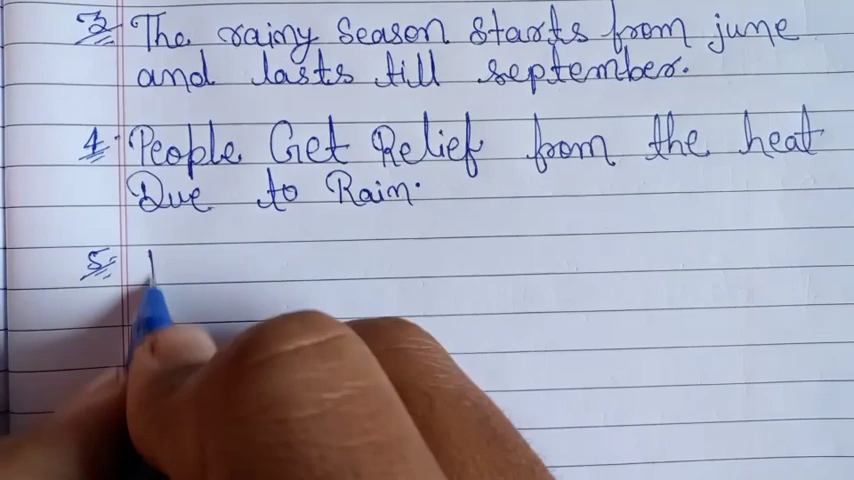 3. The rainy Season Starts from june
and lasts till september.
4. People Get Relief from the heat
Due to Rain.
5.